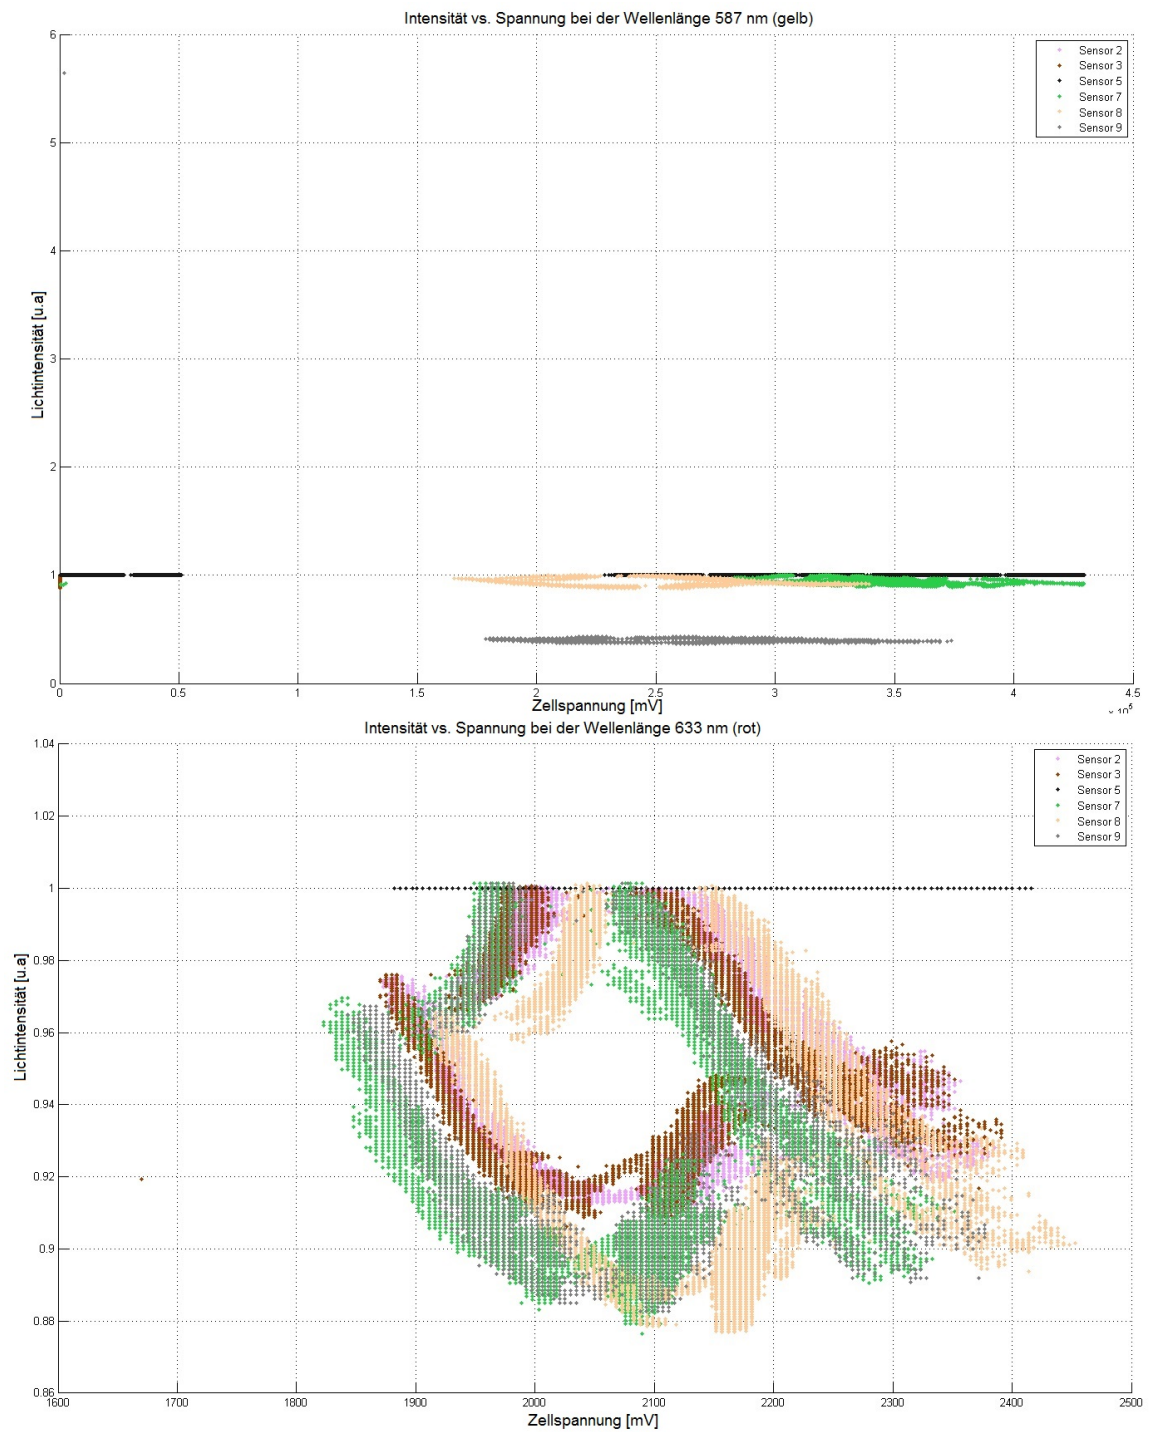 Intensität vs. Spannung bei der Wellenlänge 587 nm (gelb)
6
Sensor 2
Sensor 3
Sensor 5
Sensor 7
Sensor 8
Sensor 9
5
4
Lichtintensität [u.a]
3
2
1
0
0 0.5 1 1.5 2 2.5 3 3.5 4 4.5
Zellspannung [mV]
x 10^5
Intensität vs. Spannung bei der Wellenlänge 633 nm (rot)
1.04
Sensor 2
Sensor 3
Sensor 5
Sensor 7
Sensor 8
Sensor 9
1.02
1
0.98
Lichtintensität [u.a]
0.96
0.94
0.92
0.9
0.88
0.86
1600 1700 1800 1900 2000 2100 2200 2300 2400 2500
Zellspannung [mV]